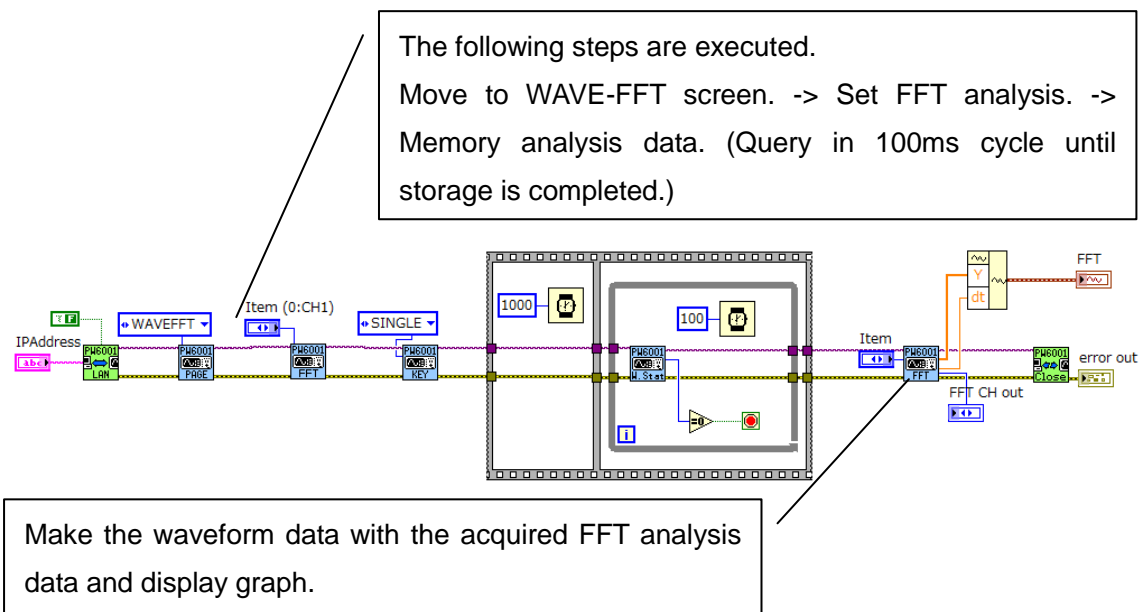 The following steps are executed.
Move to WAVE-FFT screen. -> Set FFT analysis. ->
Memory analysis data. (Query in 100ms cycle until
storage is completed.)
FFT
Y
dt
1000
100
Item (0:CH1)
T F
WAVEFFT
SINGLE
IPAddress
abc
PW6001
LAN
PW6001
PAGE
PW6001
FFT
PW6001
KEY
PW6001
W.Stat
=0
i
Item
PW6001
FFT
FFT CH out
PW6001
Close
error out
Make the waveform data with the acquired FFT analysis
data and display graph.